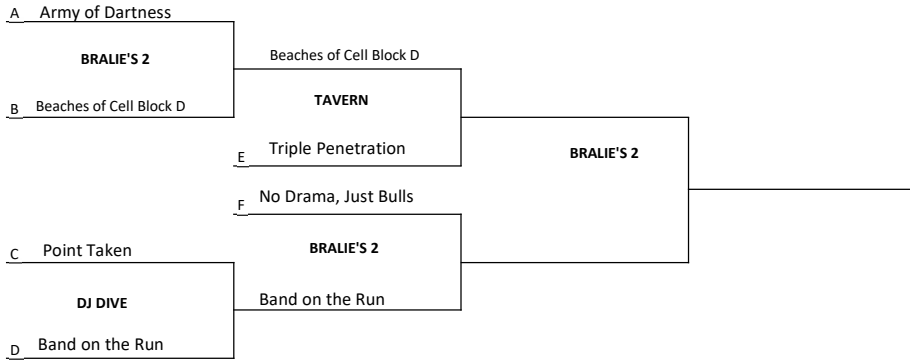 A Army of Dartness
BRALIE'S 2
Beaches of Cell Block D
TAVERN
B Beaches of Cell Block D
E Triple Penetration
BRALIE'S 2
F No Drama, Just Bulls
C Point Taken
BRALIE'S 2
DJ DIVE
Band on the Run
D Band on the Run